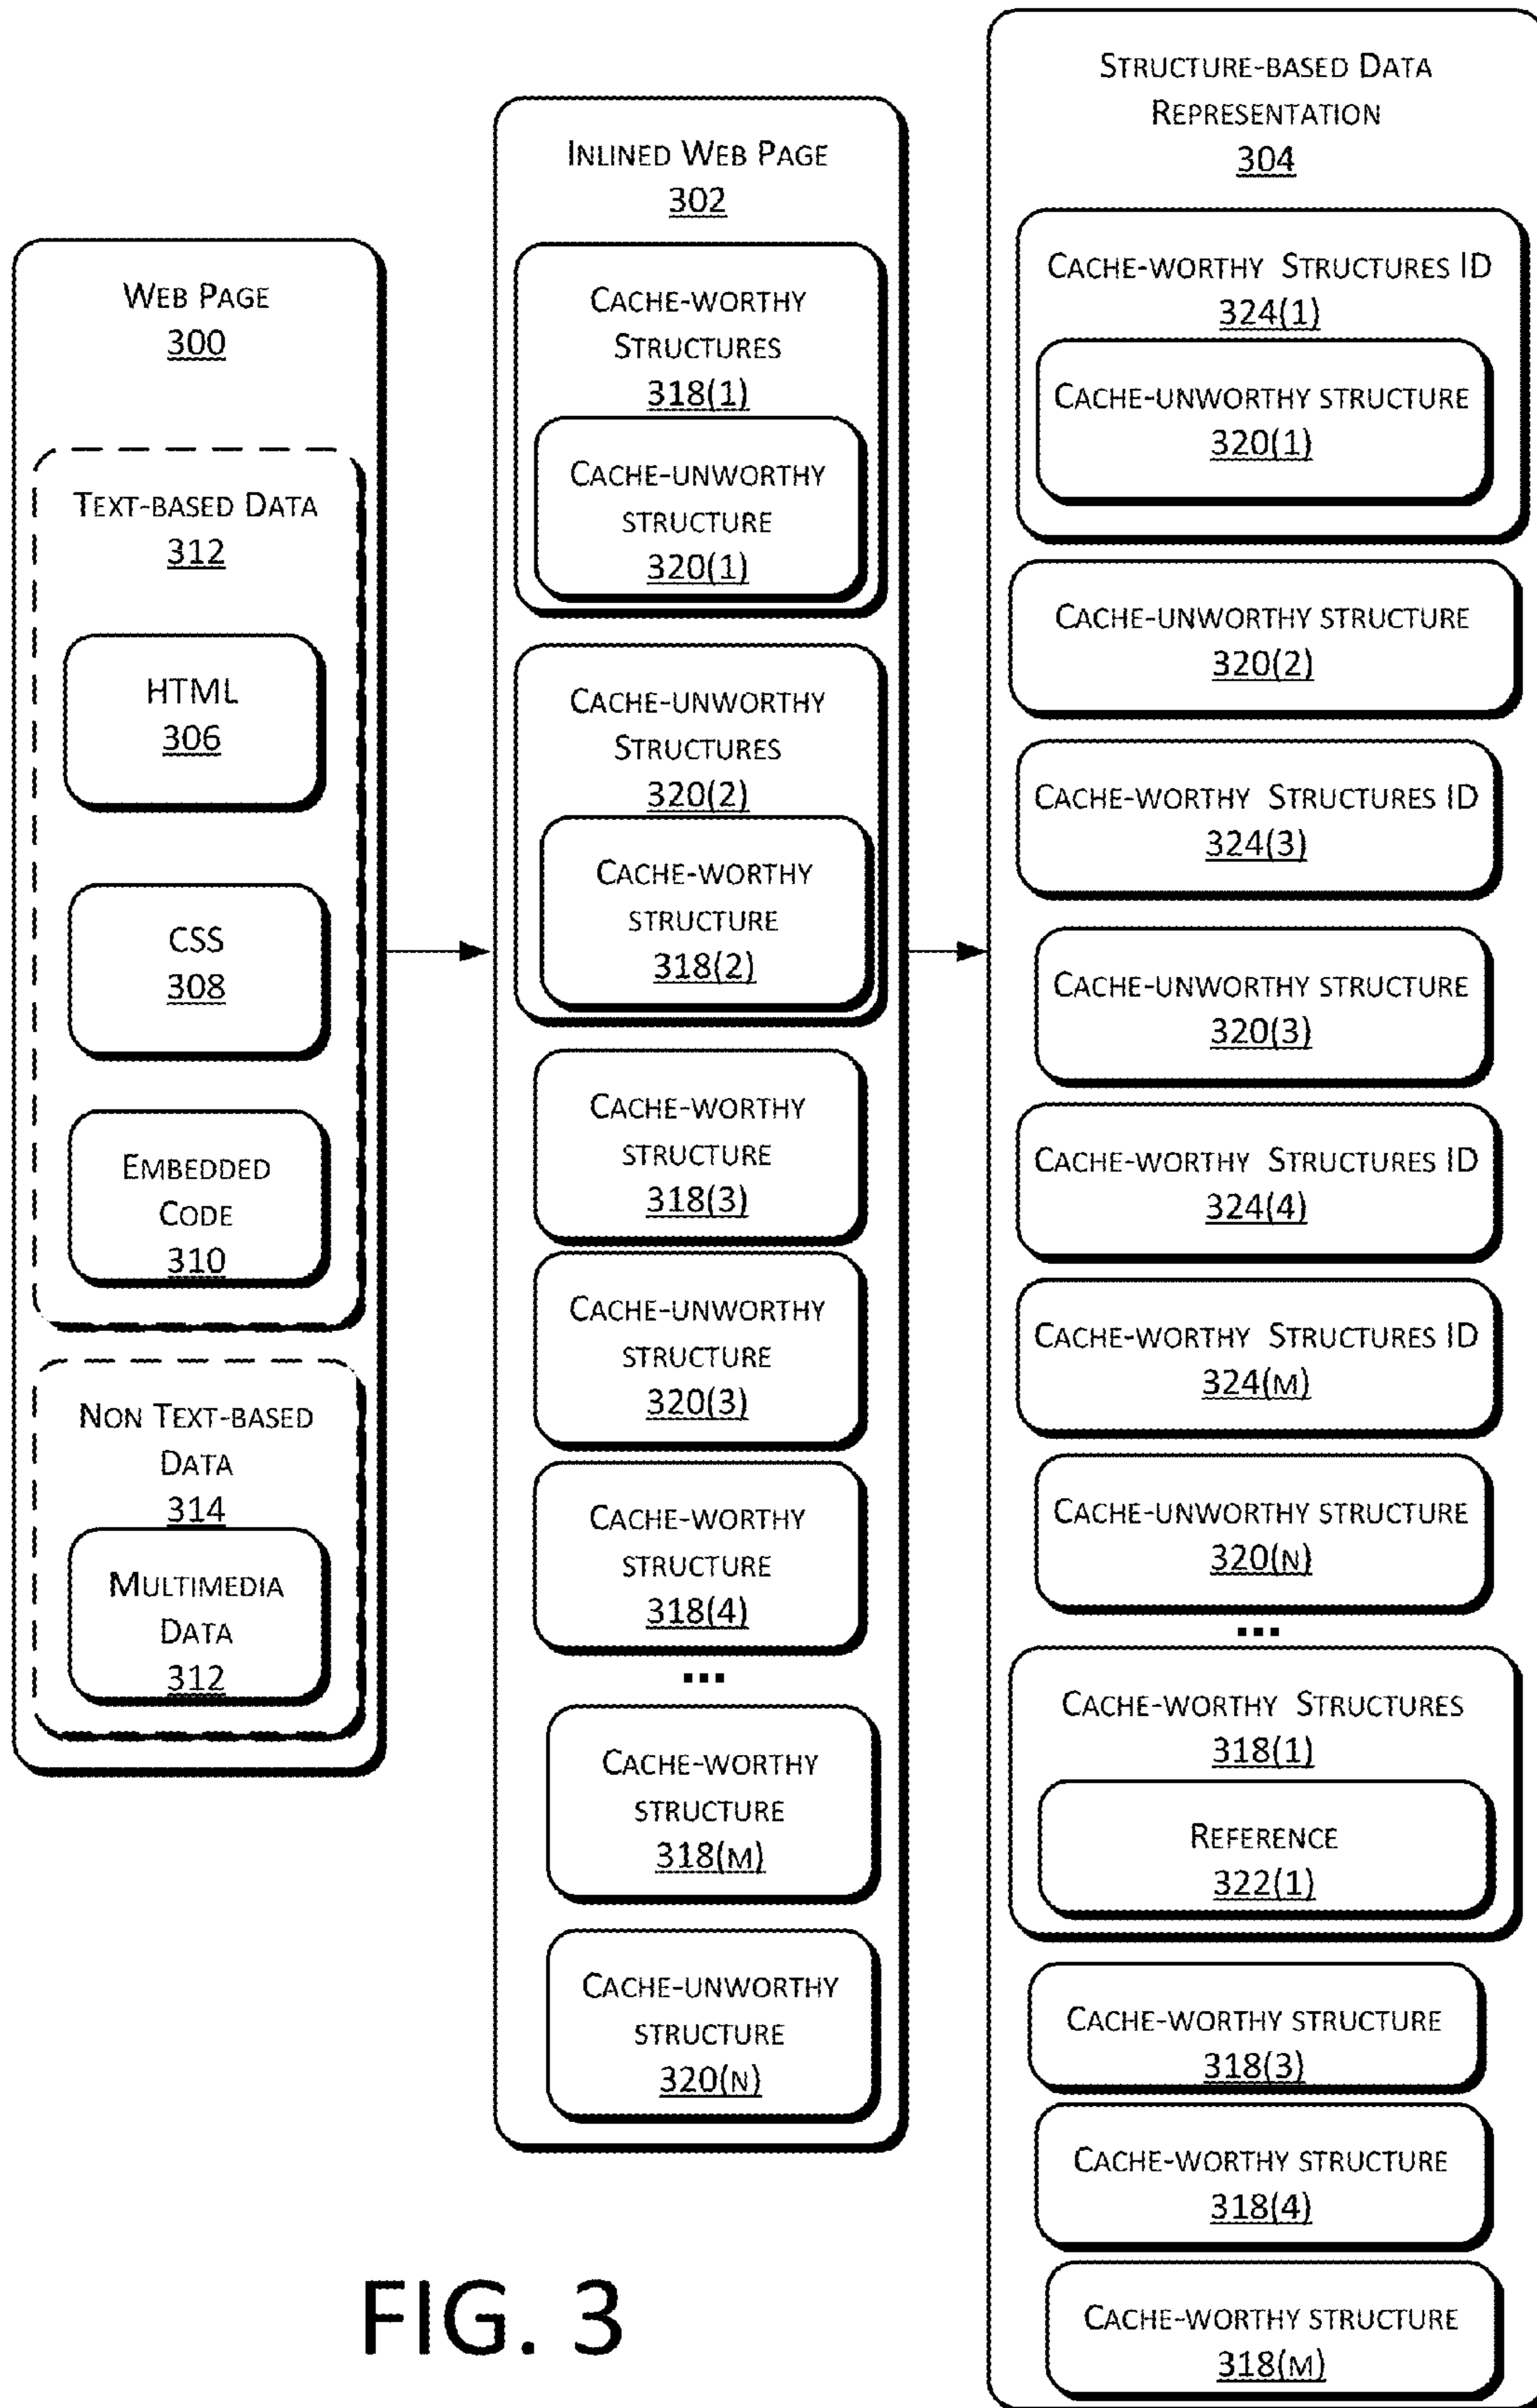 WEB PAGE
300
TEXT-BASED DATA
312
HTML
306
CSS
308
EMBEDDED
CODE
310
NON TEXT-BASED
DATA
314
MULTIMEDIA
DATA
312
INLINED WEB PAGE
302
CACHE-WORTHY
STRUCTURES
318(1)
CACHE-UNWORTHY
STRUCTURE
320(1)
CACHE-UNWORTHY
STRUCTURES
320(2)
CACHE-WORTHY
STRUCTURE
318(2)
CACHE-WORTHY
STRUCTURE
318(3)
CACHE-UNWORTHY
STRUCTURE
320(3)
CACHE-WORTHY
STRUCTURE
318(4)
...
CACHE-WORTHY
STRUCTURE
318(M)
CACHE-UNWORTHY
STRUCTURE
320(N)
STRUCTURE-BASED DATA
REPRESENTATION
304
CACHE-WORTHY STRUCTURES ID
324(1)
CACHE-UNWORTHY STRUCTURE
320(1)
CACHE-UNWORTHY STRUCTURE
320(2)
CACHE-WORTHY STRUCTURES ID
324(3)
CACHE-UNWORTHY STRUCTURE
320(3)
CACHE-WORTHY STRUCTURES ID
324(4)
CACHE-WORTHY STRUCTURES ID
324(M)
CACHE-UNWORTHY STRUCTURE
320(N)
...
CACHE-WORTHY STRUCTURES
318(1)
REFERENCE
322(1)
CACHE-WORTHY STRUCTURE
318(3)
CACHE-WORTHY STRUCTURE
318(4)
CACHE-WORTHY STRUCTURE
318(M)
FIG. 3